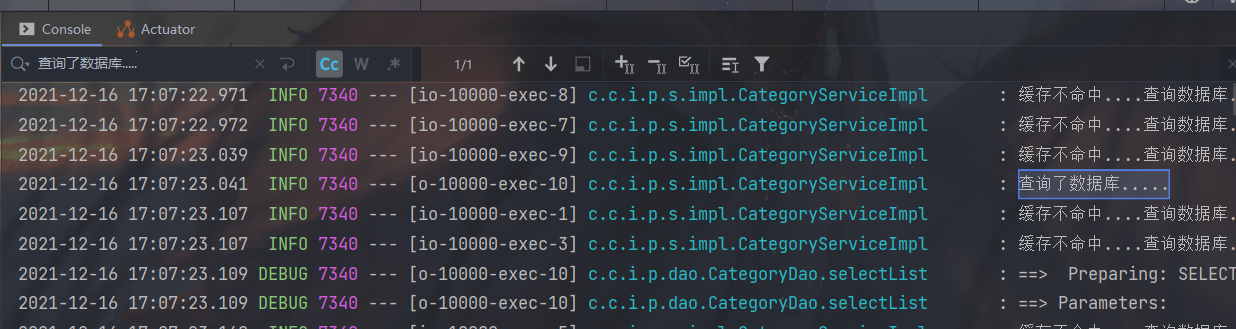 Console Actuator
查询了数据库..... Cc W .* 1/1
2021-12-16 17:07:22.971 INFO 7340 --- [io-10000-exec-8] c.c.i.p.s.impl.CategoryServiceImpl : 缓存不命中....查询数据库.
2021-12-16 17:07:22.972 INFO 7340 --- [io-10000-exec-7] c.c.i.p.s.impl.CategoryServiceImpl : 缓存不命中....查询数据库.
2021-12-16 17:07:23.039 INFO 7340 --- [io-10000-exec-9] c.c.i.p.s.impl.CategoryServiceImpl : 缓存不命中....查询数据库.
2021-12-16 17:07:23.041 INFO 7340 --- [o-10000-exec-10] c.c.i.p.s.impl.CategoryServiceImpl : 查询了数据库.....
2021-12-16 17:07:23.107 INFO 7340 --- [io-10000-exec-1] c.c.i.p.s.impl.CategoryServiceImpl : 缓存不命中....查询数据库.
2021-12-16 17:07:23.107 INFO 7340 --- [io-10000-exec-3] c.c.i.p.s.impl.CategoryServiceImpl : 缓存不命中....查询数据库.
2021-12-16 17:07:23.109 DEBUG 7340 --- [o-10000-exec-10] c.c.i.p.dao.CategoryDao.selectList : ==>  Preparing: SELECT
2021-12-16 17:07:23.109 DEBUG 7340 --- [o-10000-exec-10] c.c.i.p.dao.CategoryDao.selectList : ==> Parameters: